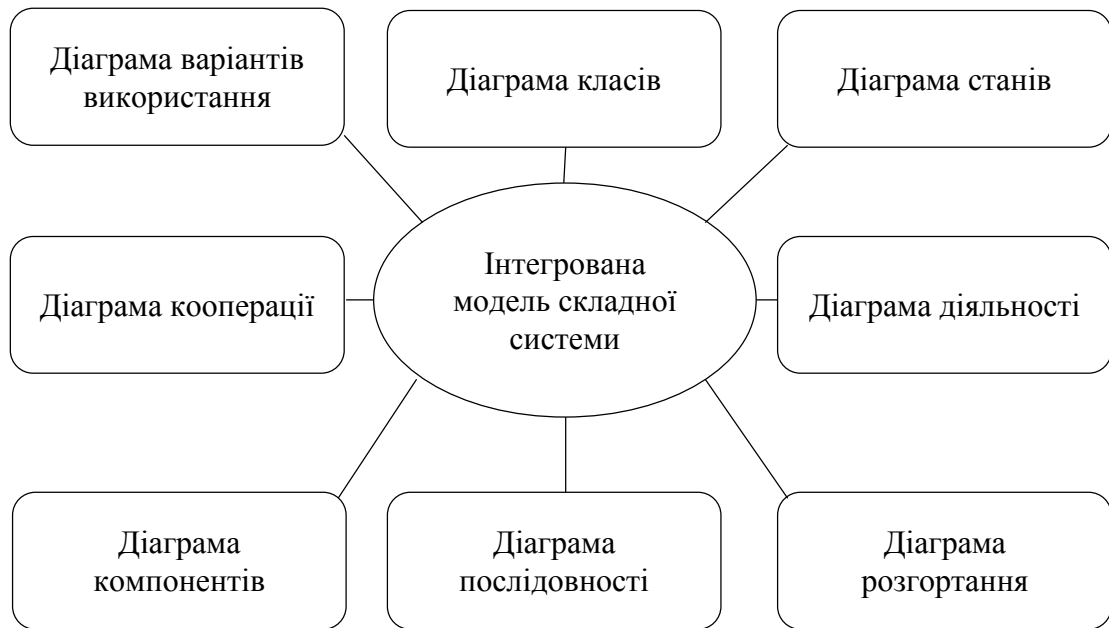 Діаграма варіантів
використання
Діаграма класів
Діаграма станів
Діаграма кооперації
Інтегрована
модель складної
системи
Діаграма діяльності
Діаграма
компонентів
Діаграма
послідовності
Діаграма
розгортання